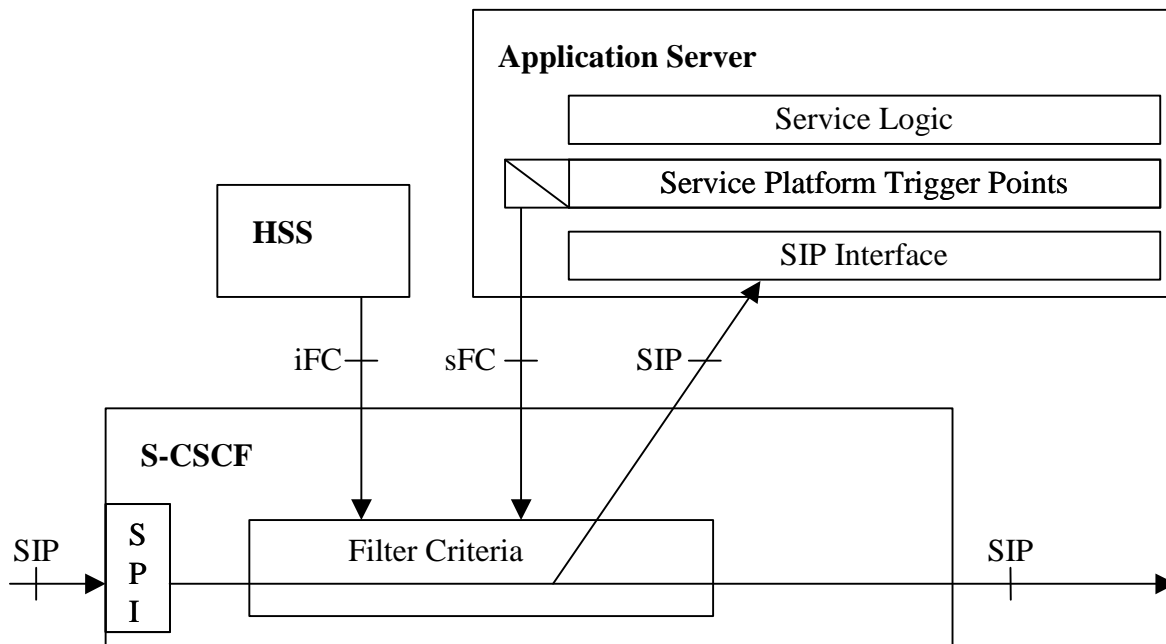 Application Server
Service Logic
Service Platform Trigger Points
HSS
SIP Interface
iFC
sFC
SIP
S-CSCF
S
P
I
Filter Criteria
SIP
SIP